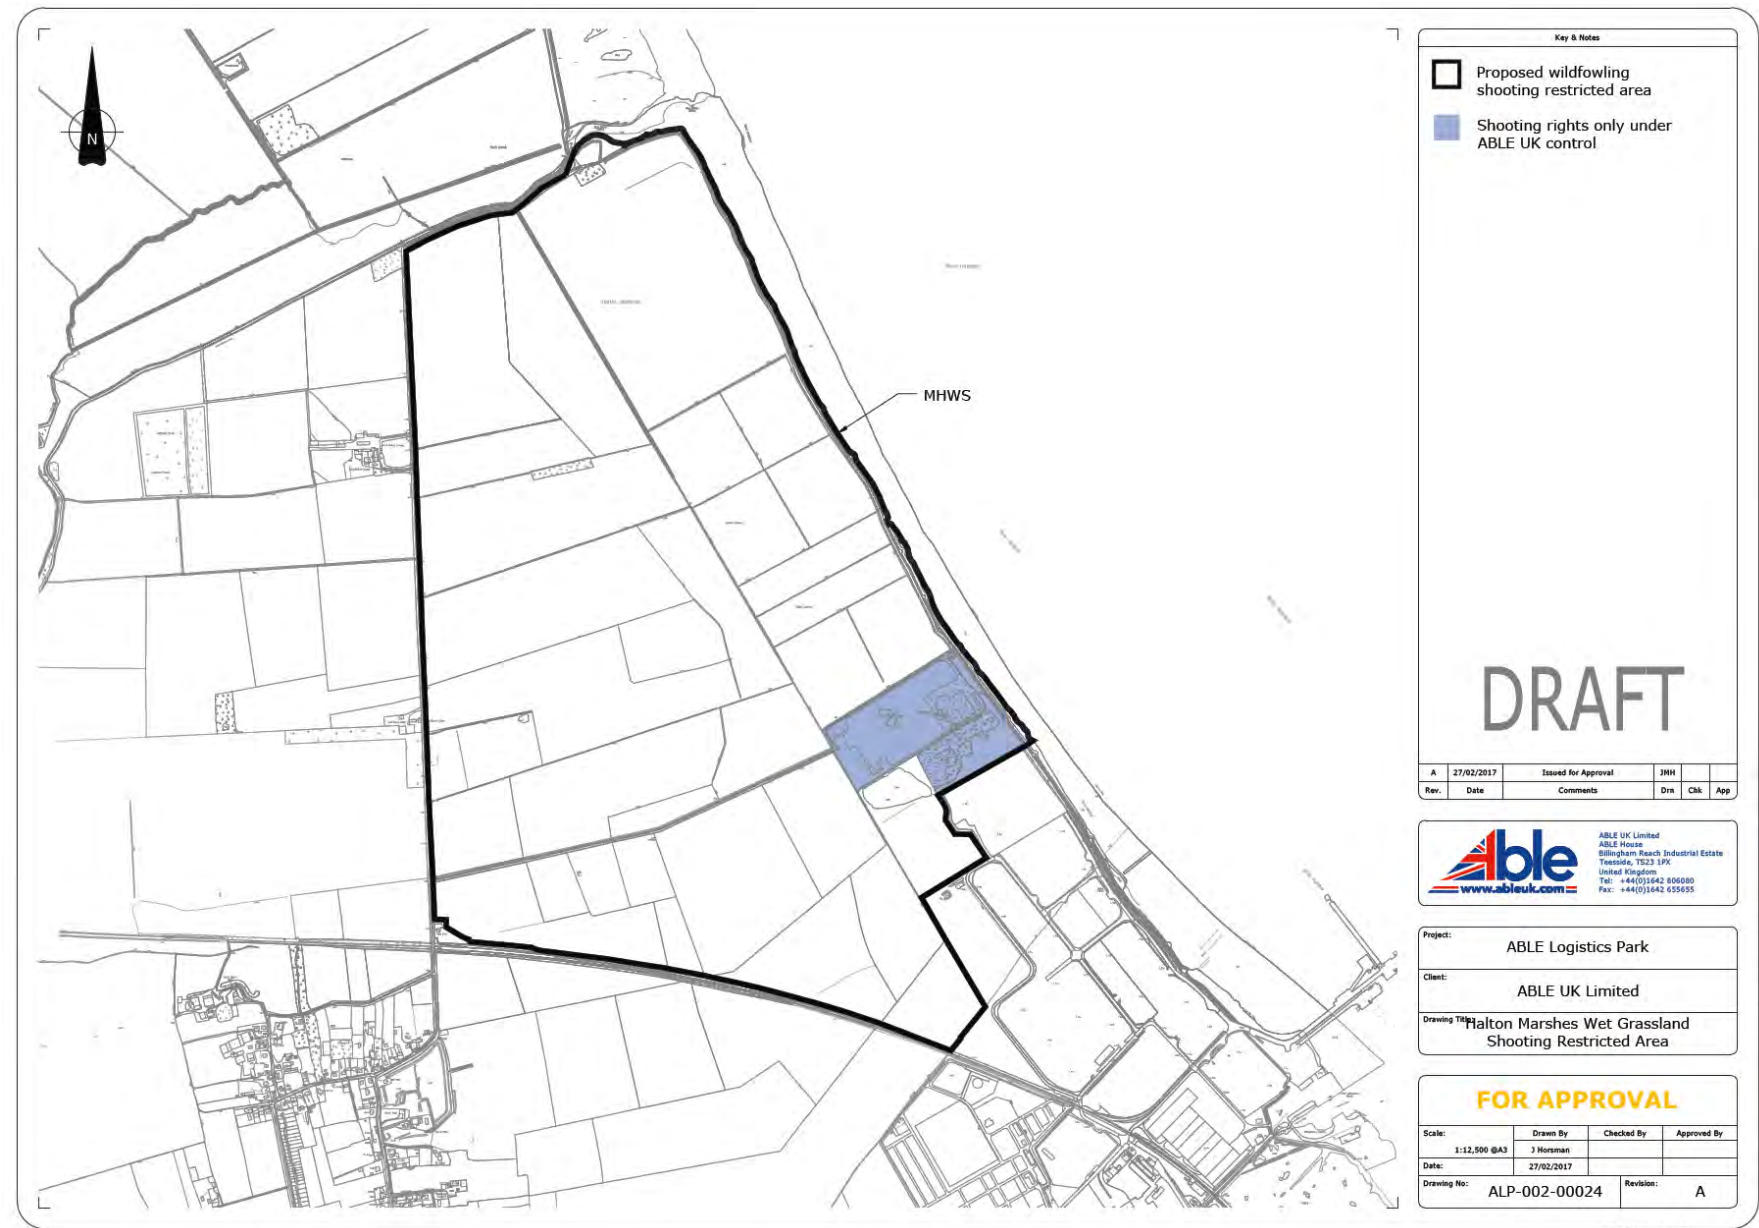 N
MHWS
Key & Notes
Proposed wildfowling
shooting restricted area
Shooting rights only under
ABLE UK control
DRAFT
A 27/02/2017 Issued for Approval JMH
Rev. Date Comments Drn Chk App
Able
www.ableuk.com
ABLE UK Limited
ABLE House
Billingham Reach Industrial Estate
Teesside, TS23 1PX
United Kingdom
Tel: +44(0)1642 806080
Fax: +44(0)1642 655655
Project:
ABLE Logistics Park
Client:
ABLE UK Limited
Drawing Title:
Halton Marshes Wet Grassland
Shooting Restricted Area
FOR APPROVAL
Scale: Drawn By Checked By Approved By
1:12,500 @A3 J Horsman
Date: 27/02/2017
Drawing No: ALP-002-00024 Revision: A